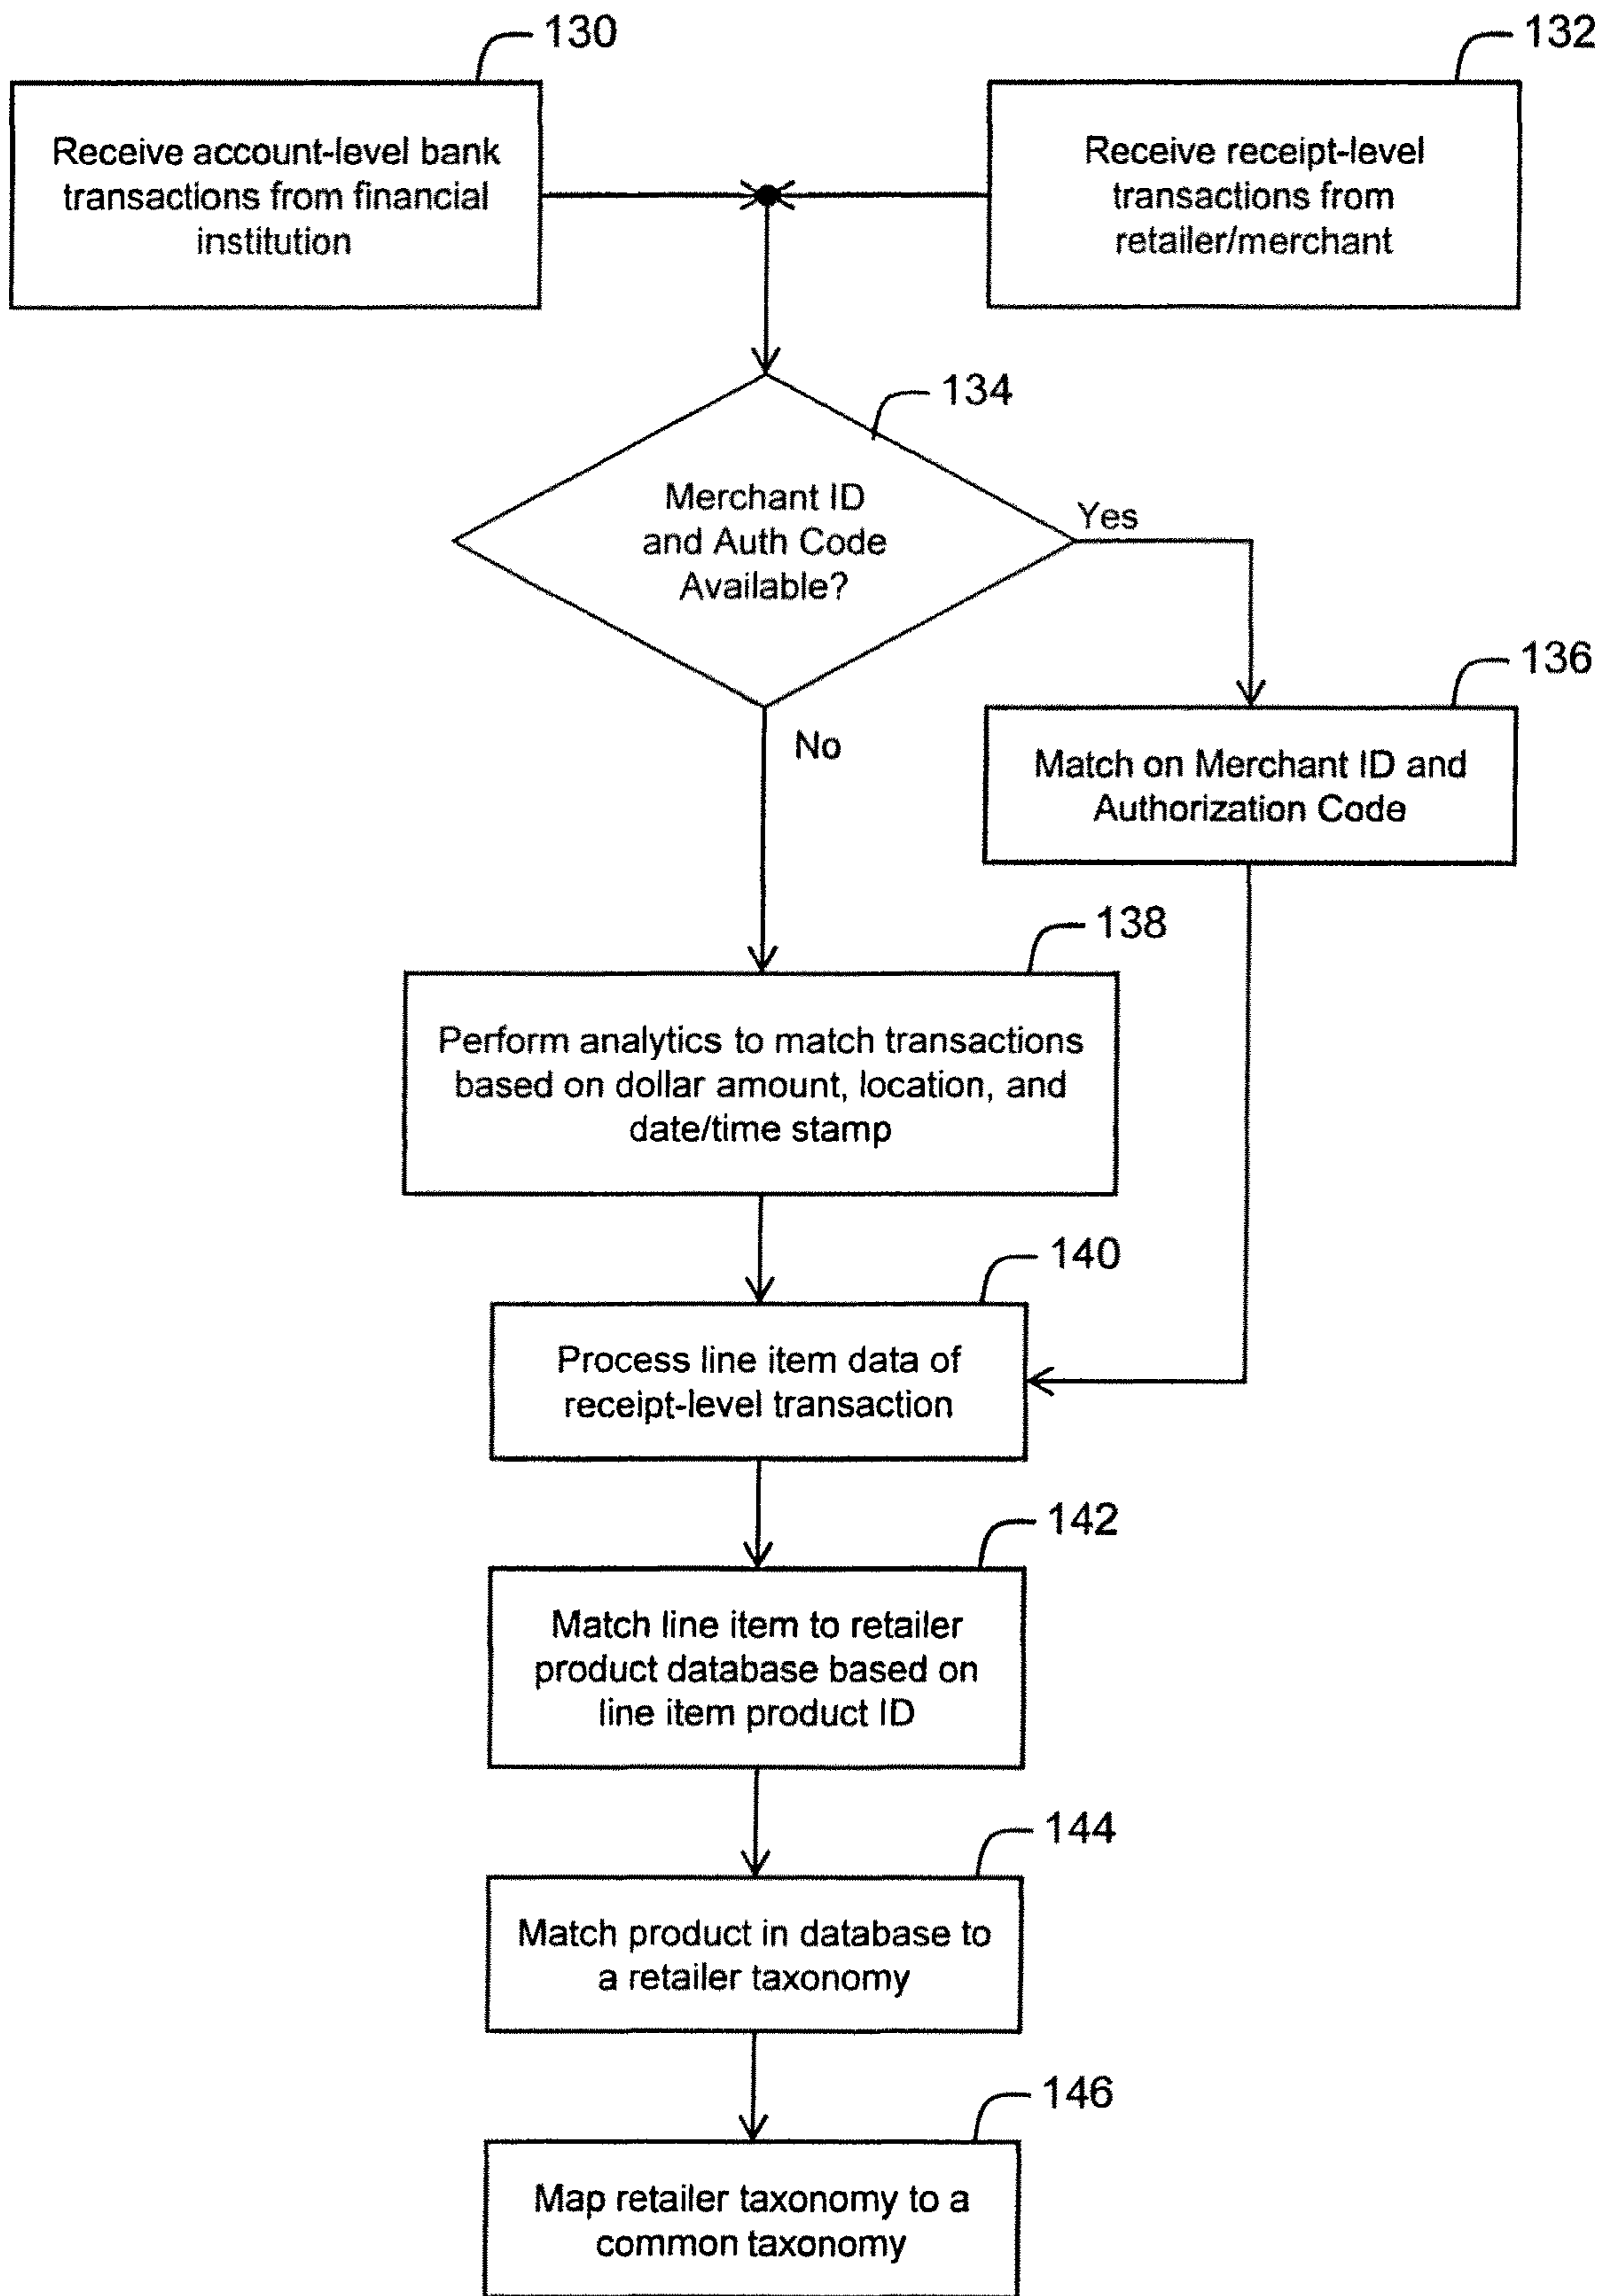 130
Receive account-level bank
transactions from financial
institution
132
Receive receipt-level
transactions from
retailer/merchant
134
Merchant ID
and Auth Code
Available?
Yes
No
136
Match on Merchant ID and
Authorization Code
138
Perform analytics to match transactions
based on dollar amount, location, and
date/time stamp
140
Process line item data of
receipt-level transaction
142
Match line item to retailer
product database based on
line item product ID
144
Match product in database to
a retailer taxonomy
146
Map retailer taxonomy to a
common taxonomy